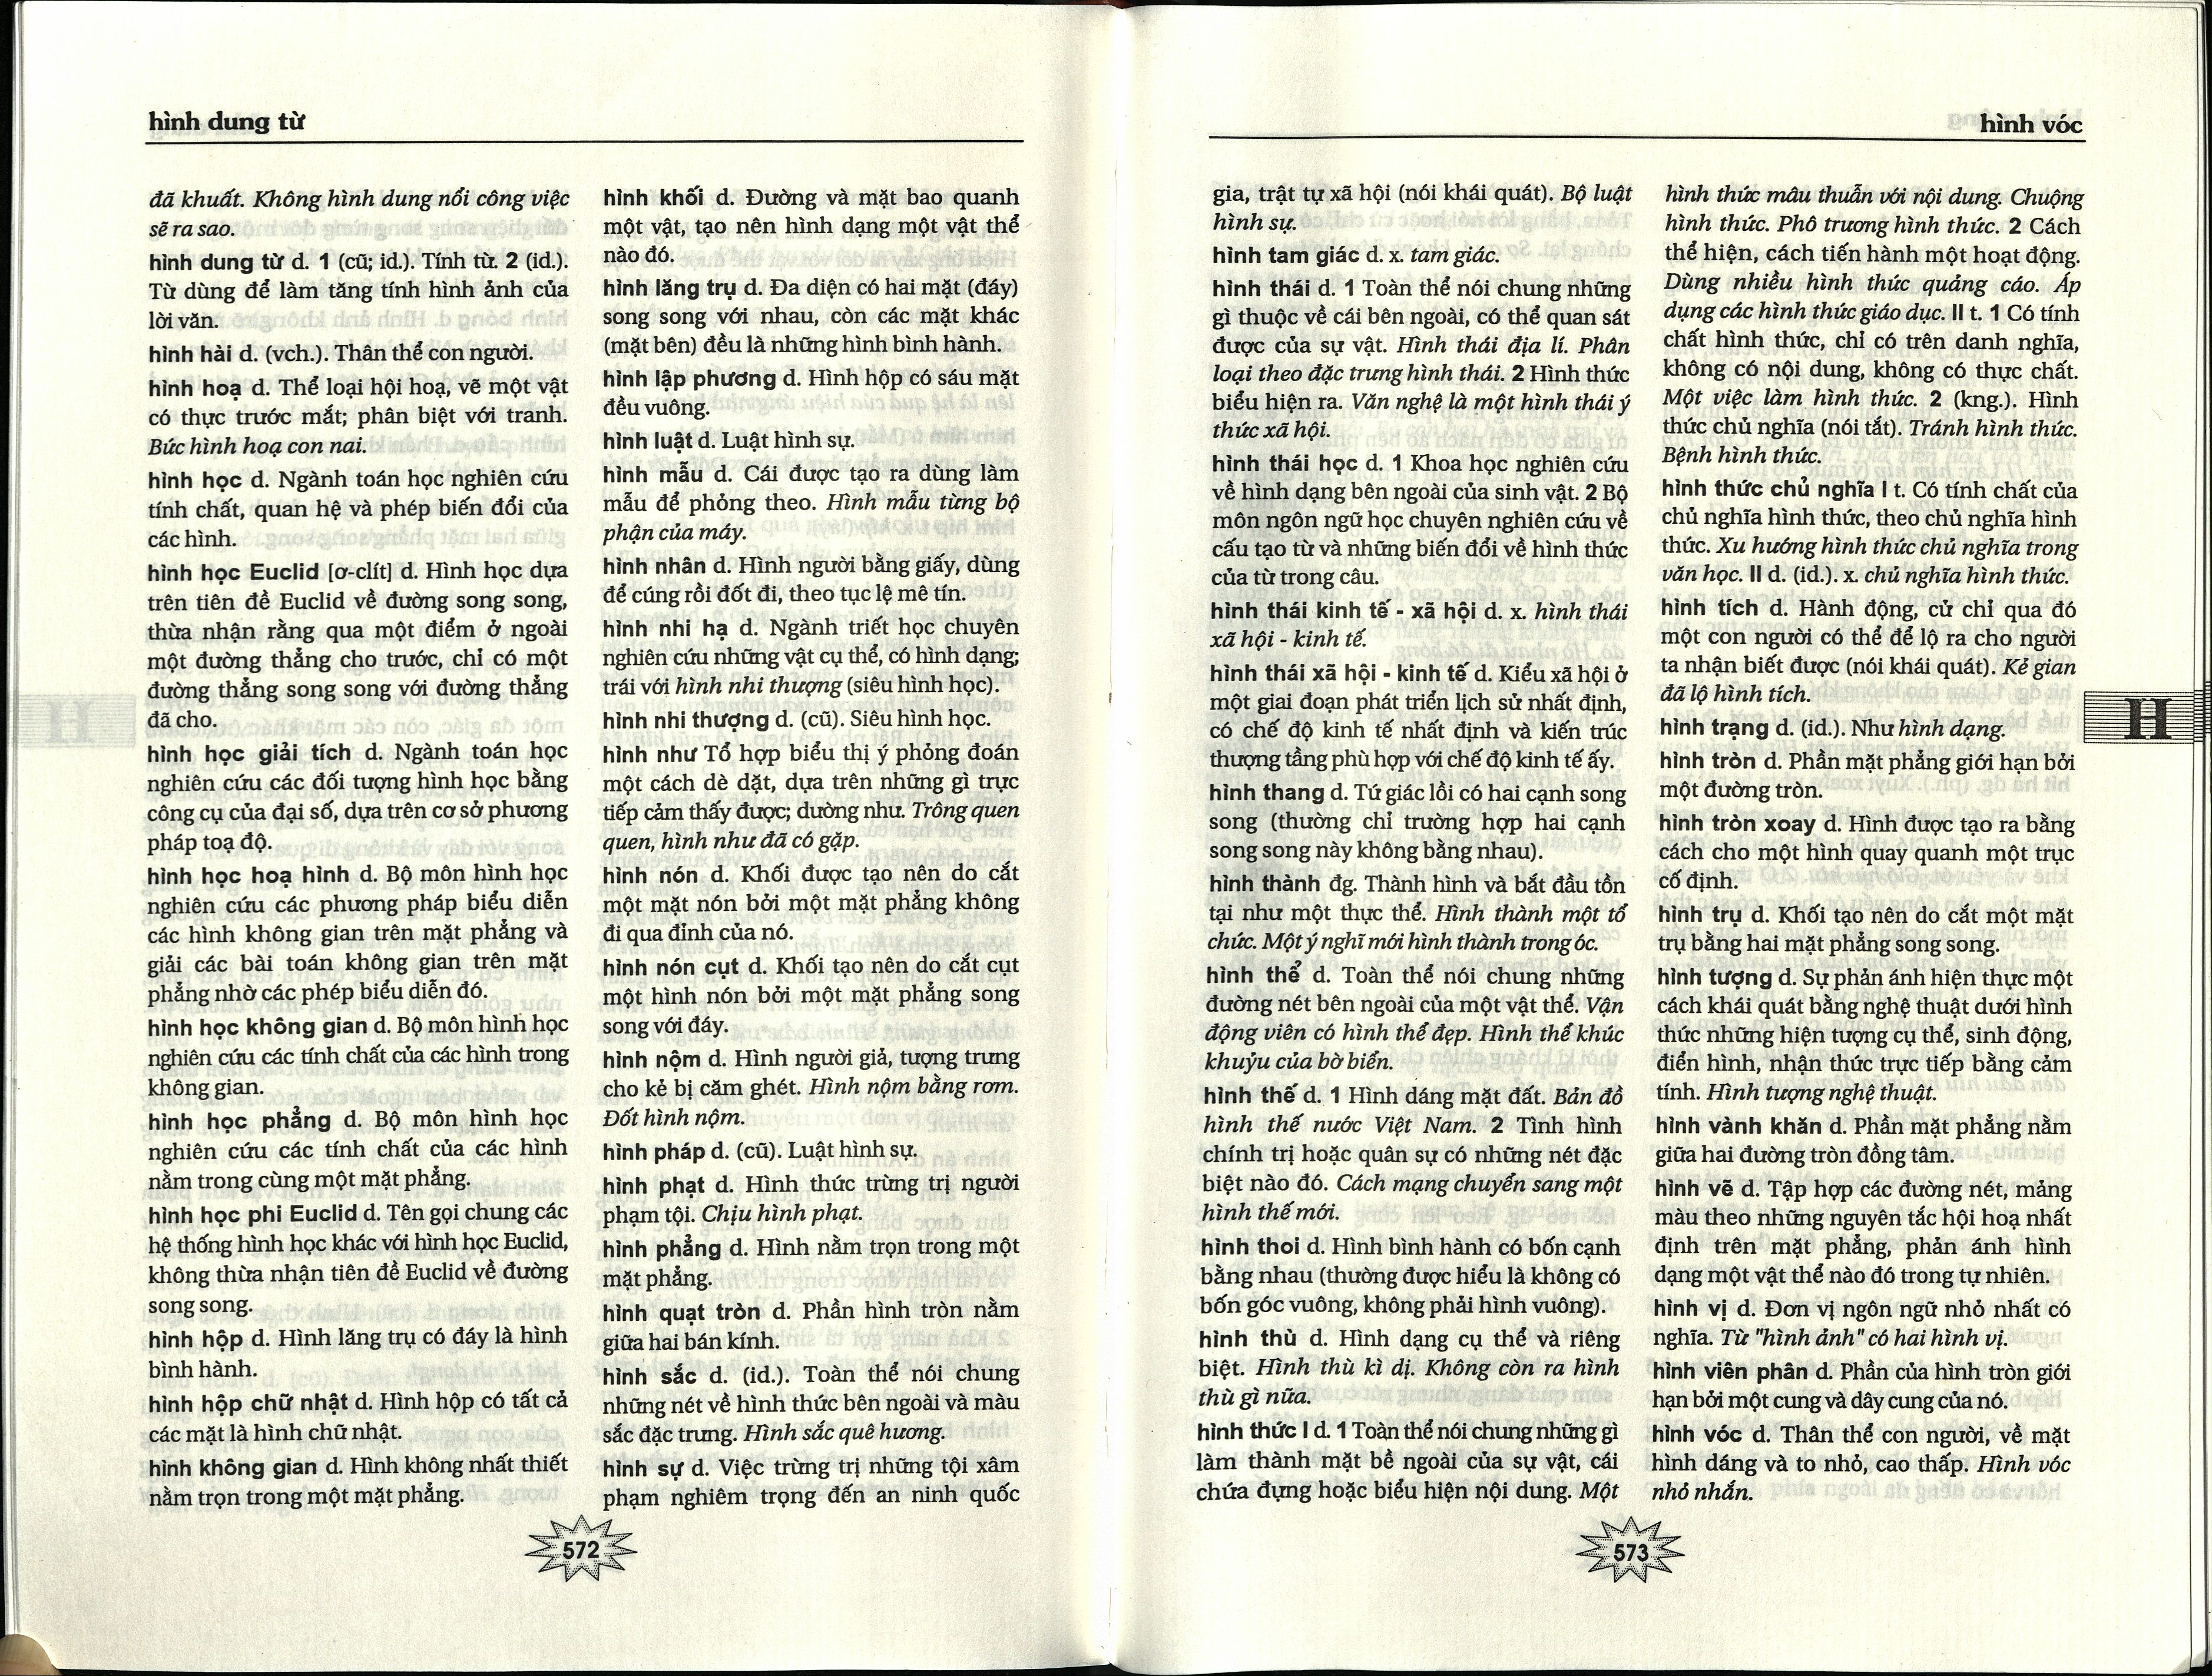 hình dung từ
đã khuất. Không hình dung nổi công việc
sẽ ra sao.
hình dung từ d. 1 (cũ; id.). Tính từ. 2 (id.).
Từ dùng để làm tăng tính hình ảnh của
lời văn.
hình hài d. (vch.). Thân thể con người.
hình hoạ d. Thể loại hội hoạ, vẽ một vật
có thực trước mắt; phân biệt với tranh.
Bức hình hoạ con nai.
hình học d. Ngành toán học nghiên cứu
tính chất, quan hệ và phép biến đổi của
các hình.
hình học Euclid [ơ-clít] d. Hình học dựa
trên tiên đề Euclid về đường song song,
thừa nhận rằng qua một điểm ở ngoài
một đường thẳng cho trước, chỉ có một
đường thẳng song song với đường thẳng
đã cho.
hình học giải tích d. Ngành toán học
nghiên cứu các đối tượng hình học bằng
công cụ của đại số, dựa trên cơ sở phương
pháp toạ độ.
hình học hoạ hình d. Bộ môn hình học
nghiên cứu các phương pháp biểu diễn
các hình không gian trên mặt phẳng và
giải các bài toán không gian trên mặt
phẳng nhờ các phép biểu diễn đó.
hình học không gian d. Bộ môn hình học
nghiên cứu các tính chất của các hình trong
không gian.
hình học phẳng d. Bộ môn hình học
nghiên cứu các tính chất của các hình
nằm trong cùng một mặt phẳng.
hình học phi Euclid d. Tên gọi chung các
hệ thống hình học khác với hình học Euclid,
không thừa nhận tiên đề Euclid về đường
song song.
hình hộp d. Hình lăng trụ có đáy là hình
bình hành.
hình hộp chữ nhật d. Hình hộp có tất cả
các mặt là hình chữ nhật.
hình không gian d. Hình không nhất thiết
nằm trọn trong một mặt phẳng.
hình khối d. Đường và mặt bao quanh
một vật, tạo nên hình dạng một vật thể
nào đó.
hình lăng trụ d. Đa diện có hai mặt (đáy)
song song với nhau, còn các mặt khác
(mặt bên) đều là những hình bình hành.
hình lập phương d. Hình hộp có sáu mặt
đều vuông.
hình luật d. Luật hình sự.
hình mẫu d. Cái được tạo ra dùng làm
mẫu để phỏng theo. Hình mẫu từng bộ
phận của máy.
hình nhân d. Hình người bằng giấy, dùng
để cúng rồi đốt đi, theo tục lệ mê tín.
hình nhi hạ d. Ngành triết học chuyên
nghiên cứu những vật cụ thể, có hình dạng;
trái với hình nhi thượng (siêu hình học).
hình nhi thượng d. (cũ). Siêu hình học.
hình như Tổ hợp biểu thị ý phỏng đoán
một cách dè dặt, dựa trên những gì trực
tiếp cảm thấy được; dường như. Trông quen
quen, hình như đã có gặp.
hình nón d. Khối được tạo nên do cắt
một mặt nón bởi một mặt phẳng không
đi qua đỉnh của nó.
hình nón cụt d. Khối tạo nên do cắt cụt
một hình nón bởi một mặt phẳng song
song với đáy.
hình nộm d. Hình người giả, tượng trưng
cho kẻ bị căm ghét. Hình nộm bằng rơm.
Đốt hình nộm.
hình pháp d. (cũ). Luật hình sự.
hình phạt d. Hình thức trừng trị người
phạm tội. Chịu hình phạt.
hình phẳng d. Hình nằm trọn trong một
mặt phẳng.
hình quạt tròn d. Phần hình tròn nằm
giữa hai bán kính.
hình sắc d. (id.). Toàn thể nói chung
những nét về hình thức bên ngoài và màu
sắc đặc trưng. Hình sắc quê hương.
hình sự d. Việc trừng trị những tội xâm
phạm nghiêm trọng đến an ninh quốc
572
hình vóc
gia, trật tự xã hội (nói khái quát). Bộ luật
hình sự.
hình tam giác d. x. tam giác.
hình thái d. 1 Toàn thể nói chung những
gì thuộc về cái bên ngoài, có thể quan sát
được của sự vật. Hình thái địa lí. Phân
loại theo đặc trưng hình thái. 2 Hình thức
biểu hiện ra. Văn nghệ là một hình thái ý
thức xã hội.
hình thái học d. 1 Khoa học nghiên cứu
về hình dạng bên ngoài của sinh vật. 2 Bộ
môn ngôn ngữ học chuyên nghiên cứu về
cấu tạo từ và những biến đổi về hình thức
của từ trong câu.
hình thái kinh tế - xã hội d. x. hình thái
xã hội - kinh tế.
hình thái xã hội - kinh tế d. Kiểu xã hội ở
một giai đoạn phát triển lịch sử nhất định,
có chế độ kinh tế nhất định và kiến trúc
thượng tầng phù hợp với chế độ kinh tế ấy.
hình thang d. Tứ giác lồi có hai cạnh song
song (thường chỉ trường hợp hai cạnh
song song này không bằng nhau).
hình thành đg. Thành hình và bắt đầu tồn
tại như một thực thể. Hình thành một tổ
chức. Một ý nghĩ mới hình thành trong óc.
hình thể d. Toàn thể nói chung những
đường nét bên ngoài của một vật thể. Vận
động viên có hình thể đẹp. Hình thể khúc
khuỷu của bờ biển.
hình thế d. 1 Hình dáng mặt đất. Bản đồ
hình thế nước Việt Nam. 2 Tình hình
chính trị hoặc quân sự có những nét đặc
biệt nào đó. Cách mạng chuyển sang một
hình thế mới.
hình thoi d. Hình bình hành có bốn cạnh
bằng nhau (thường được hiểu là không có
bốn góc vuông, không phải hình vuông).
hình thù d. Hình dạng cụ thể và riêng
biệt. Hình thù kì dị. Không còn ra hình
thù gì nữa.
hình thức I d. 1 Toàn thể nói chung những gì
làm thành mặt bề ngoài của sự vật, cái
chứa đựng hoặc biểu hiện nội dung. Một
hình thức mâu thuẫn với nội dung. Chuộng
hình thức. Phô trương hình thức. 2 Cách
thể hiện, cách tiến hành một hoạt động.
Dùng nhiều hình thức quảng cáo. Áp
dụng các hình thức giáo dục. II t. 1 Có tính
chất hình thức, chỉ có trên danh nghĩa,
không có nội dung, không có thực chất.
Một việc làm hình thức. 2 (kng.). Hình
thức chủ nghĩa (nói tắt). Tránh hình thức.
Bệnh hình thức.
hình thức chủ nghĩa I t. Có tính chất của
chủ nghĩa hình thức, theo chủ nghĩa hình
thức. Xu hướng hình thức chủ nghĩa trong
văn học. II d. (id.). x. chủ nghĩa hình thức.
hình tích d. Hành động, cử chỉ qua đó
một con người có thể để lộ ra cho người
ta nhận biết được (nói khái quát). Kẻ gian
đã lộ hình tích.
hình trạng d. (id.). Như hình dạng.
hình tròn d. Phần mặt phẳng giới hạn bởi
một đường tròn.
hình tròn xoay d. Hình được tạo ra bằng
cách cho một hình quay quanh một trục
cố định.
hình trụ d. Khối tạo nên do cắt một mặt
trụ bằng hai mặt phẳng song song.
hình tượng d. Sự phản ánh hiện thực một
cách khái quát bằng nghệ thuật dưới hình
thức những hiện tượng cụ thể, sinh động,
điển hình, nhận thức trực tiếp bằng cảm
tính. Hình tượng nghệ thuật.
hình vành khăn d. Phần mặt phẳng nằm
giữa hai đường tròn đồng tâm.
hình vẽ d. Tập hợp các đường nét, mảng
màu theo những nguyên tắc hội hoạ nhất
định trên mặt phẳng, phản ánh hình
dạng một vật thể nào đó trong tự nhiên.
hình vị d. Đơn vị ngôn ngữ nhỏ nhất có
nghĩa. Từ "hình ảnh" có hai hình vị.
hình viên phân d. Phần của hình tròn giới
hạn bởi một cung và dây cung của nó.
hình vóc d. Thân thể con người, về mặt
hình dáng và to nhỏ, cao thấp. Hình vóc
nhỏ nhắn.
H
573